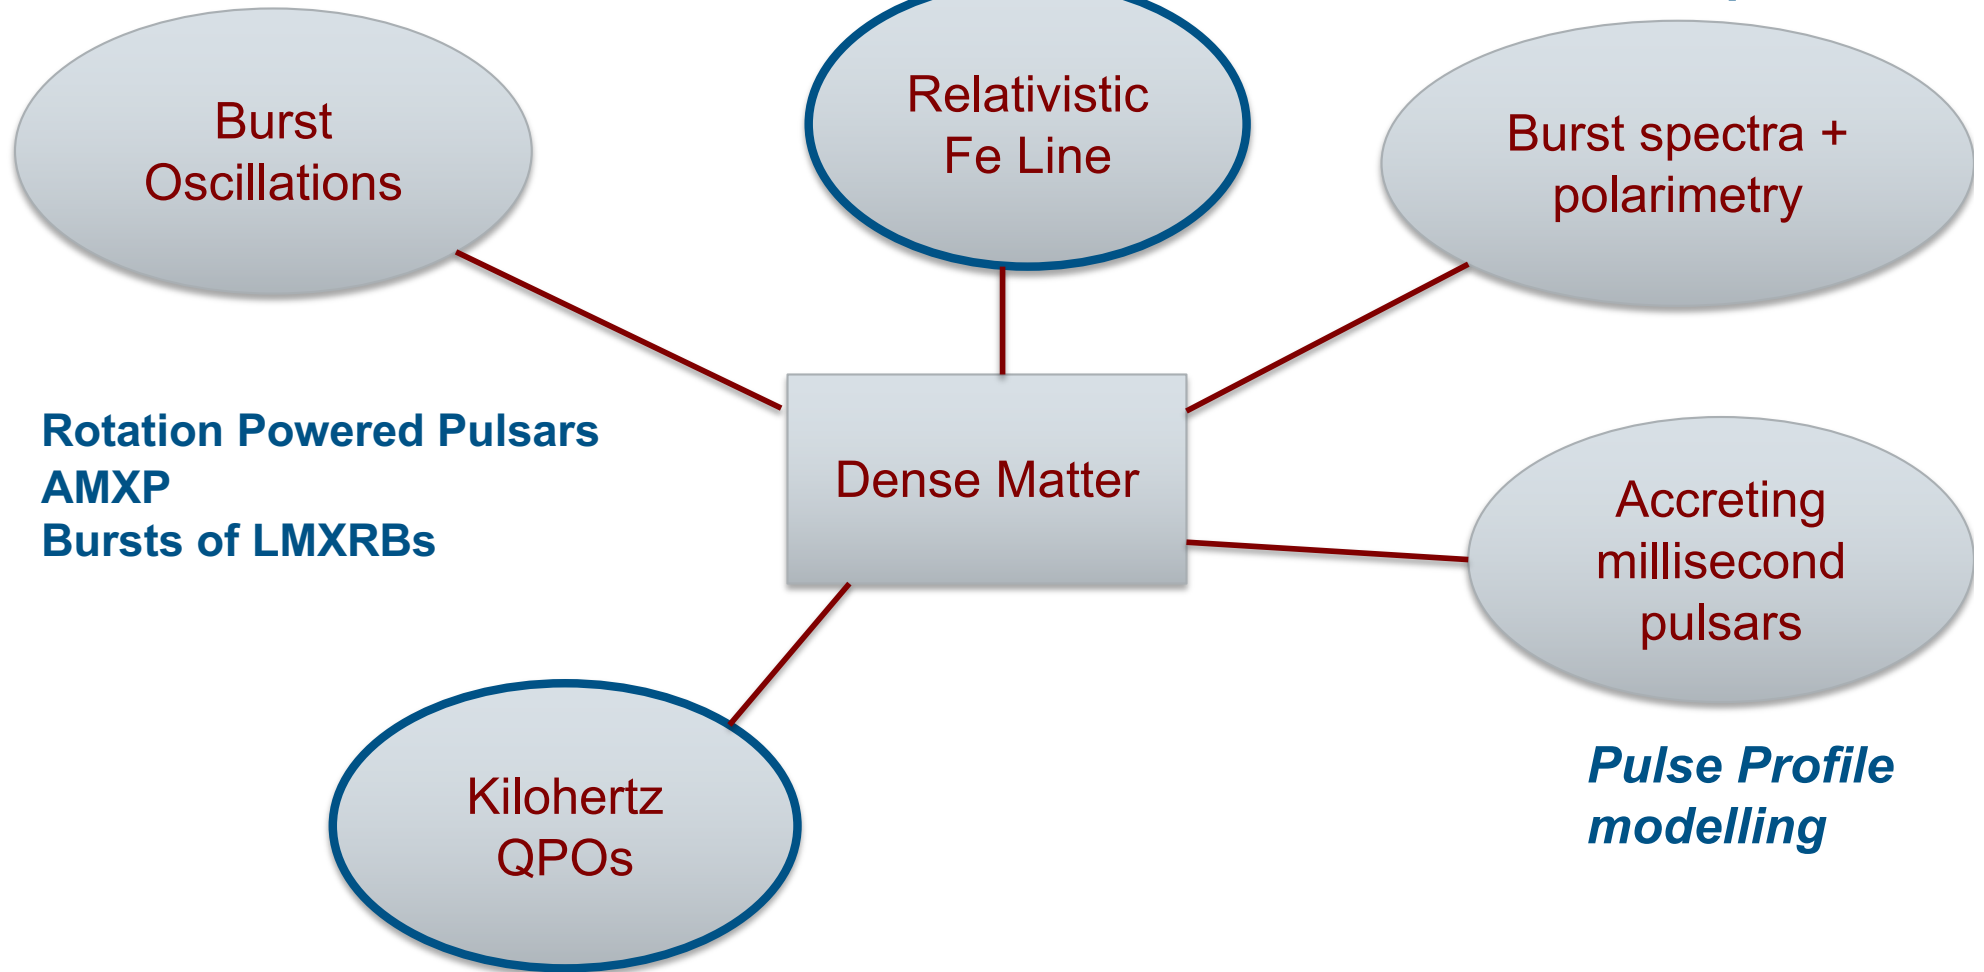 Burst
Oscillations
Relativistic
Fe Line
Burst spectra +
polarimetry
Rotation Powered Pulsars
AMXP
Bursts of LMXRBs
Dense Matter
Accreting
millisecond
pulsars
Pulse Profile
modelling
Kilohertz
QPOs